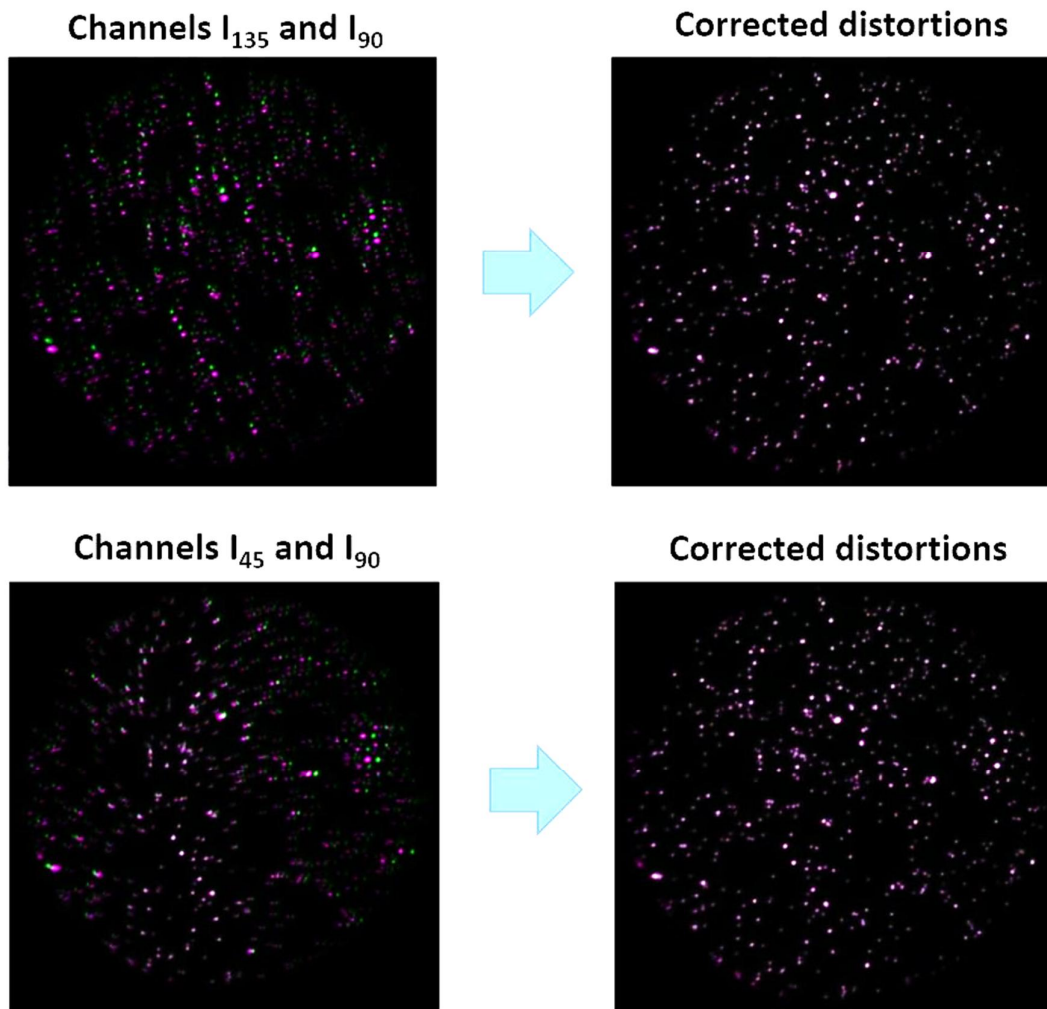 Channels I₁₃₅ and I₉₀
Corrected distortions
Channels I₄₅ and I₉₀
Corrected distortions